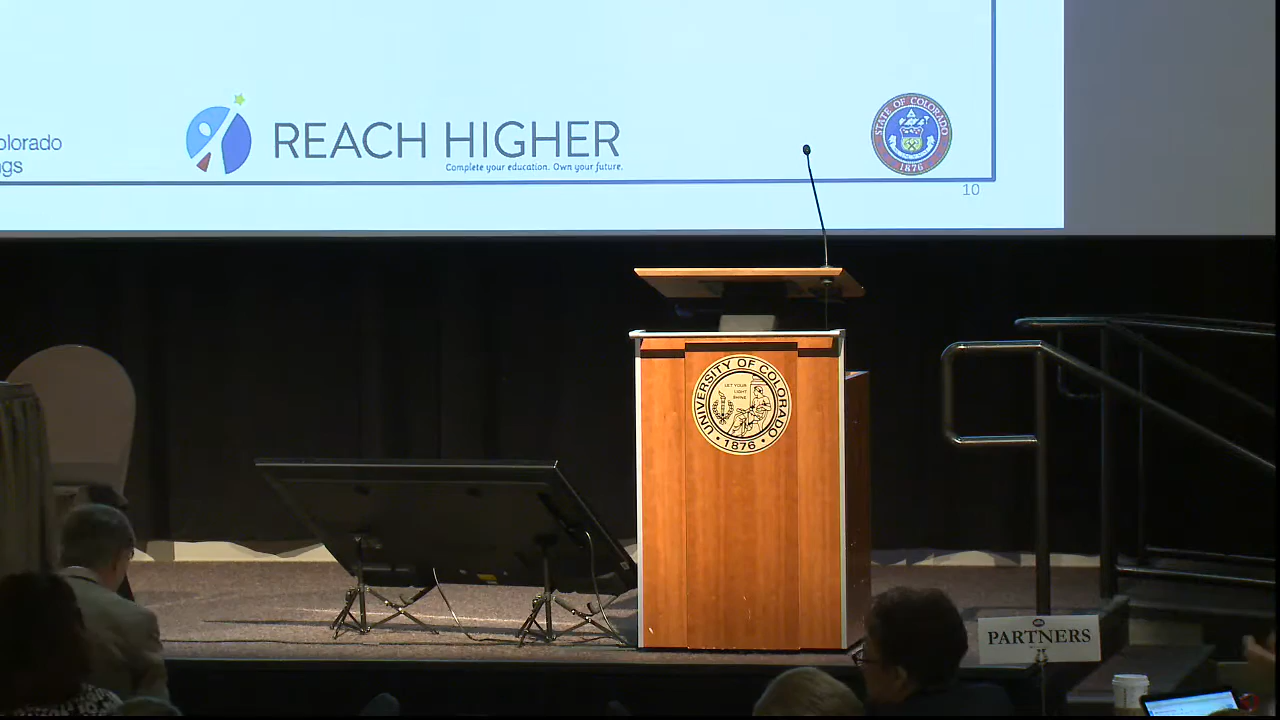 olorado
gs
REACH HIGHER
Complete your education. Own your future.
STATE OF COLORADO
1876
10
UNIVERSITY OF COLORADO
LET YOUR
LIGHT
SHINE
1876
PARTNERS